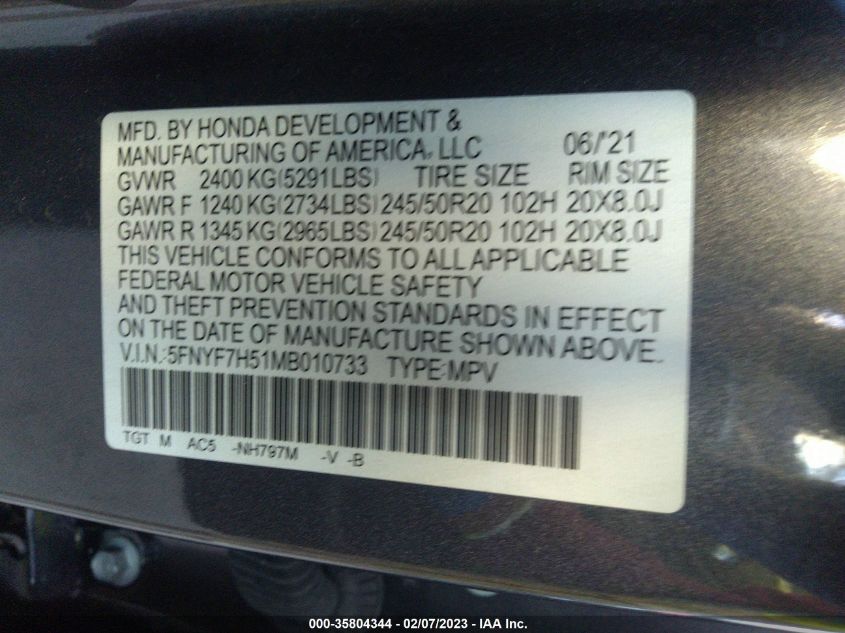 MFD. BY HONDA DEVELOPMENT &
MANUFACTURING OF AMERICA, LLC 06/'21
GVWR 2400 KG(5291LBS) TIRE SIZE RIM SIZE
GAWR F 1240 KG(2734LBS) 245/50R20 102H 20X8.0J
GAWR R 1345 KG(2965LBS) 245/50R20 102H 20X8.0J
THIS VEHICLE CONFORMS TO ALL APPLICABLE
FEDERAL MOTOR VEHICLE SAFETY
AND THEFT PREVENTION STANDARDS IN EFFECT
ON THE DATE OF MANUFACTURE SHOWN ABOVE.
V.I.N.:5FNYF7H51MB010733 TYPE:MPV
TGT M AC5 -NH797M -V -B
000-35804344 — 02/07/2023 — IAA Inc.